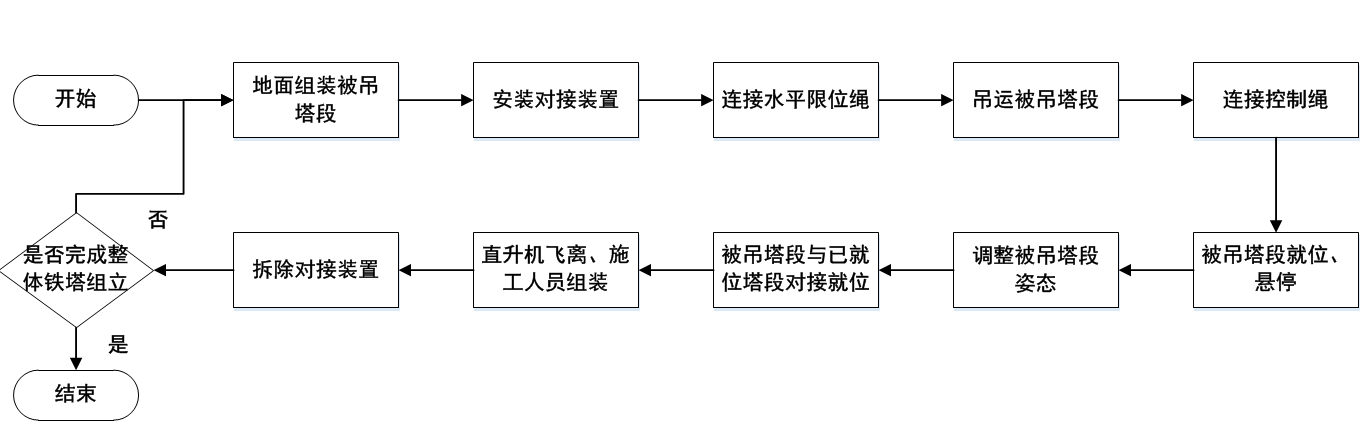 开始
地面组装被吊
塔段
安装对接装置
连接水平限位绳
吊运被吊塔段
连接控制绳
被吊塔段就位、
悬停
调整被吊塔段
姿态
被吊塔段与已就
位塔段对接就位
直升机飞离、施
工人员组装
拆除对接装置
是否完成整
体铁塔组立
否
是
结束